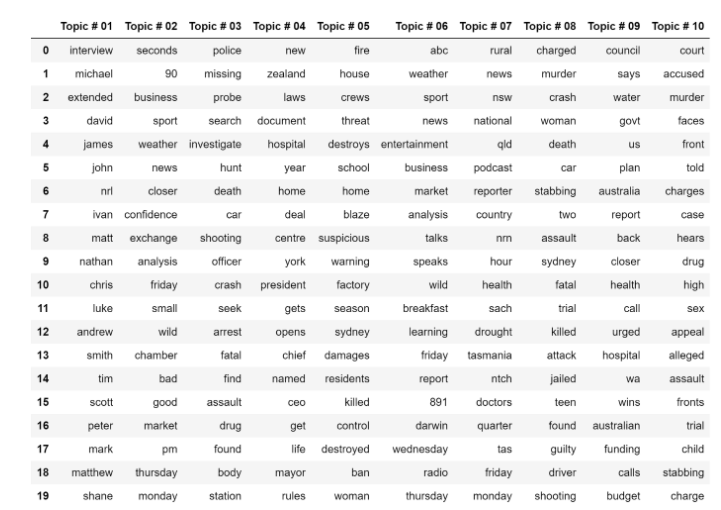 Topic # 01 Topic # 02 Topic # 03 Topic # 04 Topic # 05 Topic # 06 Topic # 07 Topic # 08 Topic # 09 Topic # 10
0 interview seconds police new fire abc rural charged council court
1 michael 90 missing zealand house weather news murder says accused
2 extended business probe laws crews sport nsw crash water murder
3 david sport search document threat news national woman govt faces
4 james weather investigate hospital destroys entertainment qld death us front
5 john news hunt year school business podcast car plan told
6 nrl closer death home home market reporter stabbing australia charges
7 ivan confidence car deal blaze analysis country two report case
8 matt exchange shooting centre suspicious talks nrn assault back hears
9 nathan analysis officer york warning speaks hour sydney closer drug
10 chris friday crash president factory wild health fatal health high
11 luke small seek gets season breakfast sach trial call sex
12 andrew wild arrest opens sydney learning drought killed urged appeal
13 smith chamber fatal chief damages friday tasmania attack hospital alleged
14 tim bad find named residents report ntch jailed wa assault
15 scott good assault ceo killed 891 doctors teen wins fronts
16 peter market drug get control darwin quarter found australian trial
17 mark pm found life destroyed wednesday tas guilty funding child
18 matthew thursday body mayor ban radio friday driver calls stabbing
19 shane monday station rules woman thursday monday shooting budget charge